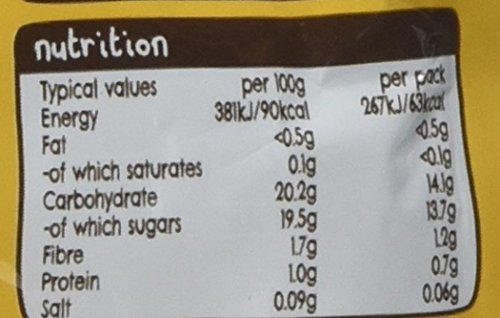 nutrition
Typical values per 100g per pack
Energy 381kJ/90kcal 267kJ/63kcal
Fat <0.5g <0.5g
-of which saturates 0.1g <0.1g
Carbohydrate 20.2g 14.1g
-of which sugars 19.5g 13.7g
Fibre 1.7g 1.2g
Protein 1.0g 0.7g
Salt 0.09g 0.06g